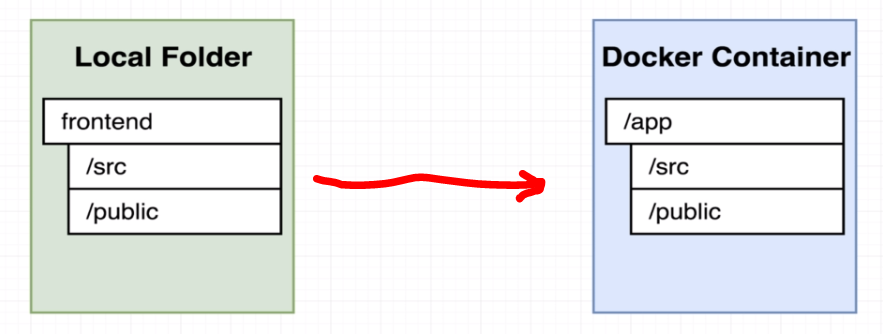 Local Folder
frontend
/src
/public
Docker Container
/app
/src
/public